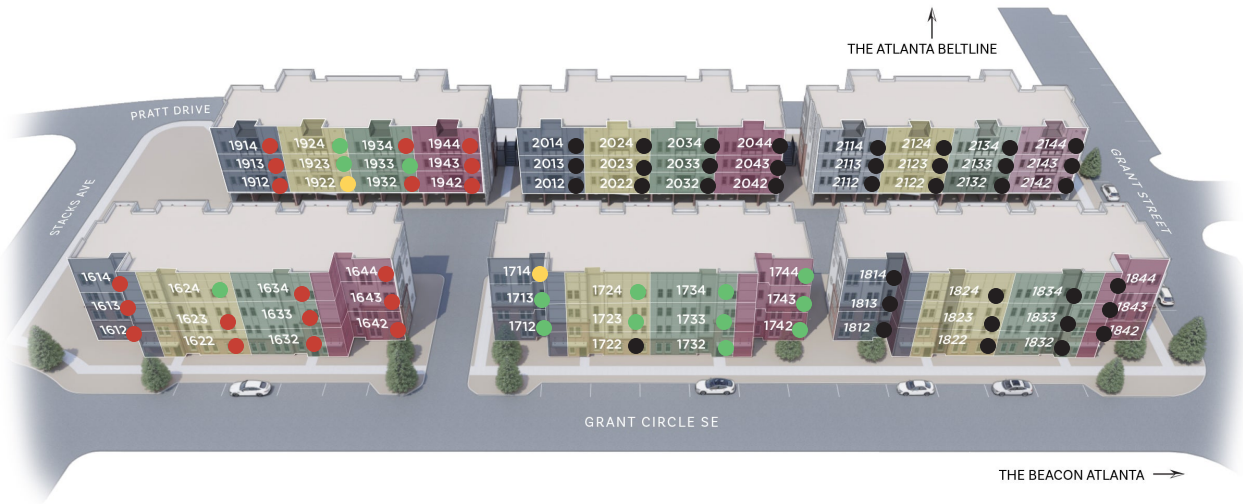 THE ATLANTA BELTLINE
PRATT DRIVE
STACKS AVE
GRANT STREET
1914 1924 1934 1944
1913 1923 1933 1943
1912 1922 1932 1942
2014 2024 2034 2044
2013 2023 2033 2043
2012 2022 2032 2042
2114 2124 2134 2144
2113 2123 2133 2143
2112 2122 2132 2142
1614 1624 1634 1644
1613 1623 1633 1643
1612 1622 1632 1642
1714 1724 1734 1744
1713 1723 1733 1743
1712 1722 1732 1742
1814 1824 1834 1844
1813 1823 1833 1843
1812 1822 1832 1842
GRANT CIRCLE SE
THE BEACON ATLANTA